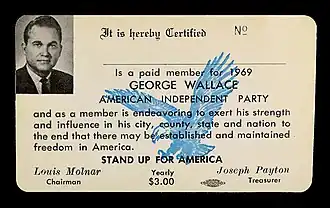 It is hereby Certified No
Is a paid member for 1969
GEORGE WALLACE
AMERICAN INDEPENDENT PARTY
and as a member is endeavoring to exert his strength
and influence in his city, county, state and nation to
the end that there may be established and maintained
freedom in America.
STAND UP FOR AMERICA
Louis Molnar Yearly Joseph Payton
Chairman $3.00 Treasurer